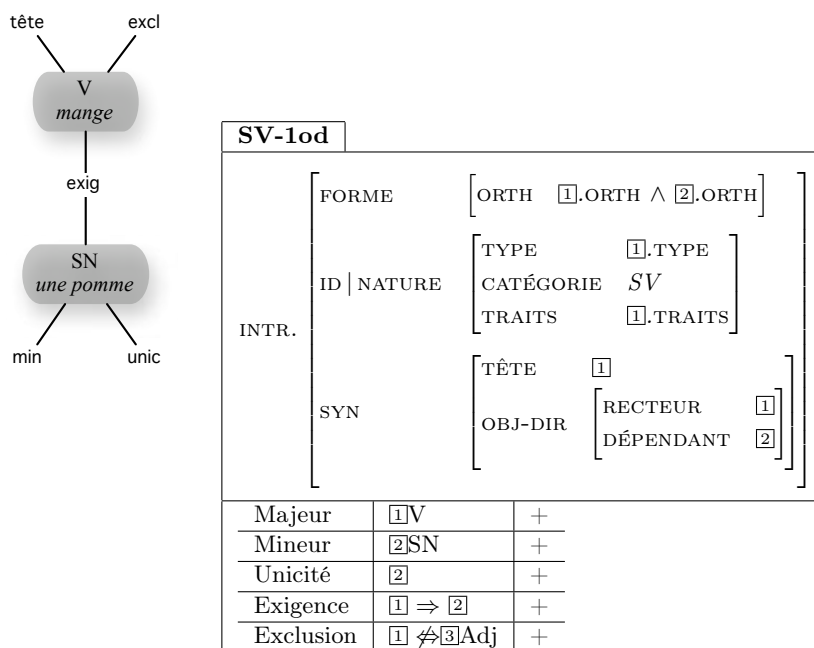 tête excl
V
mange
exig
SN
une pomme
min unic
SV-1od
INTR.
FORME [ORTH 1.ORTH ∧ 2.ORTH]
ID | NATURE
TYPE 1.TYPE
CATÉGORIE SV
TRAITS 1.TRAITS
SYN
TÊTE 1
OBJ-DIR
RECTEUR 1
DÉPENDANT 2
Majeur 1V +
Mineur 2SN +
Unicité 2 +
Exigence 1 ⇒ 2 +
Exclusion 1 ⇎ 3Adj +